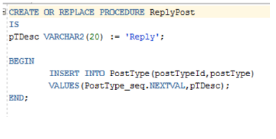 CREATE OR REPLACE PROCEDURE ReplyPost
IS
pTDesc VARCHAR2(20) := 'Reply';
BEGIN
INSERT INTO PostType(postTypeId,postType)
VALUES(PostType_seq.NEXTVAL,pTDesc);
END;